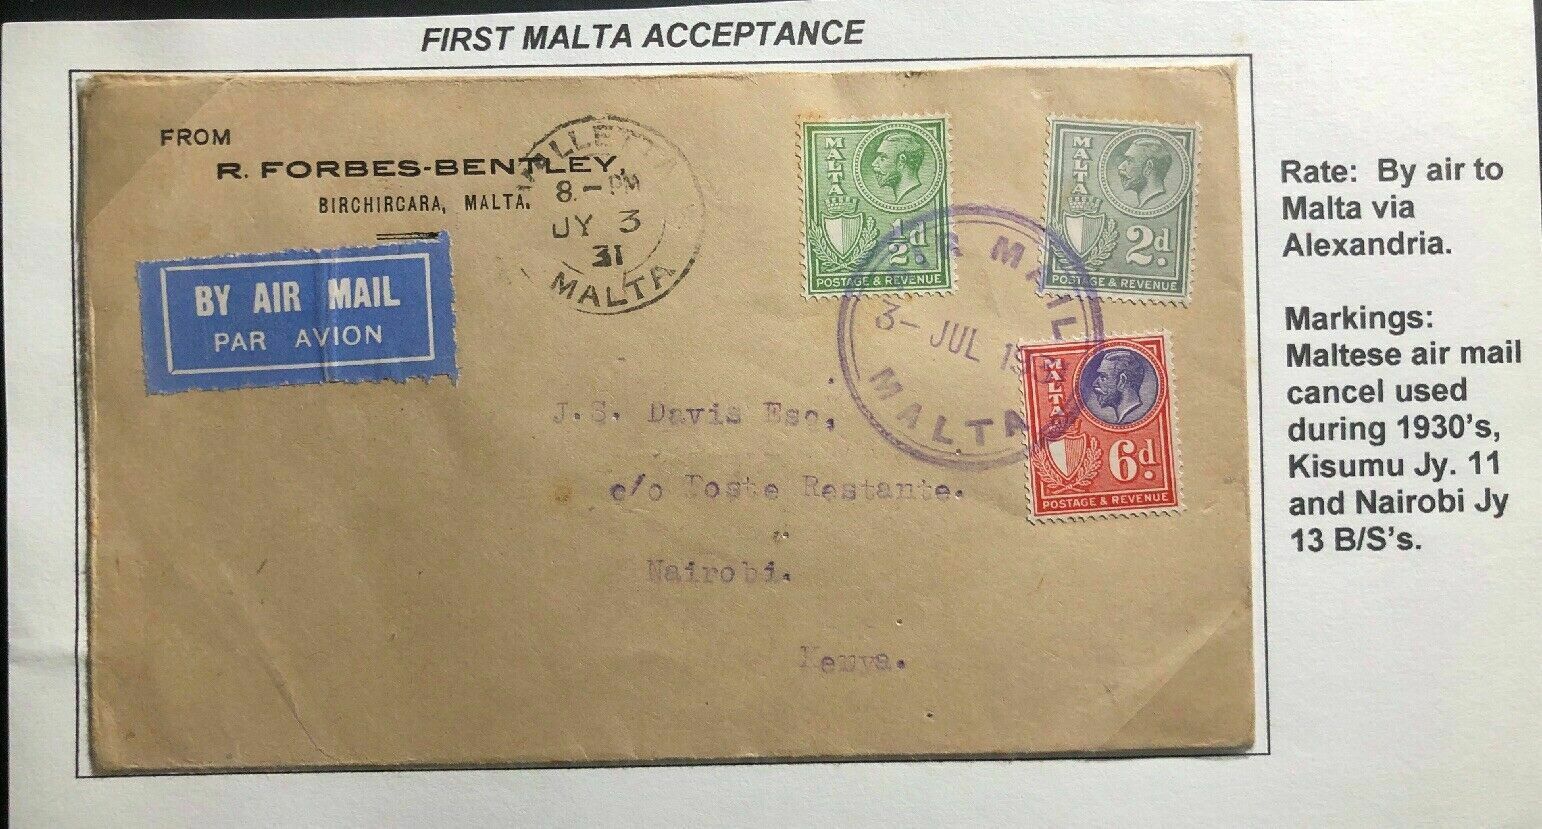 FIRST MALTA ACCEPTANCE
FROM
R. FORBES-BENTLEY,
BIRCHIRCARA, MALTA.
VALLETTA
8-PM
JY 3
31
MALTA
BY AIR MAIL
PAR AVION
MALTA
½d.
POSTAGE & REVENUE
MALTA
2d.
POSTAGE & REVENUE
MAIL
3-JUL
MALTA
MALTA
6d.
POSTAGE & REVENUE
J.S. Davis Esq,
c/o Poste Restante.
Nairobi.
Kenya.
Rate: By air to
Malta via
Alexandria.
Markings:
Maltese air mail
cancel used
during 1930's,
Kisumu Jy. 11
and Nairobi Jy
13 B/S's.